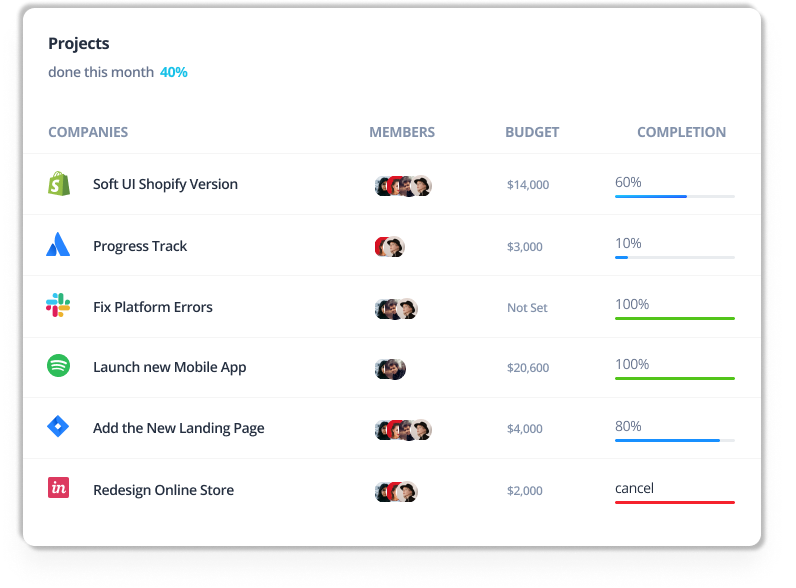 Projects
done this month 40%
COMPANIES MEMBERS BUDGET COMPLETION
Soft UI Shopify Version $14,000 60%
Progress Track $3,000 10%
Fix Platform Errors Not Set 100%
Launch new Mobile App $20,600 100%
Add the New Landing Page $4,000 80%
in Redesign Online Store $2,000 cancel